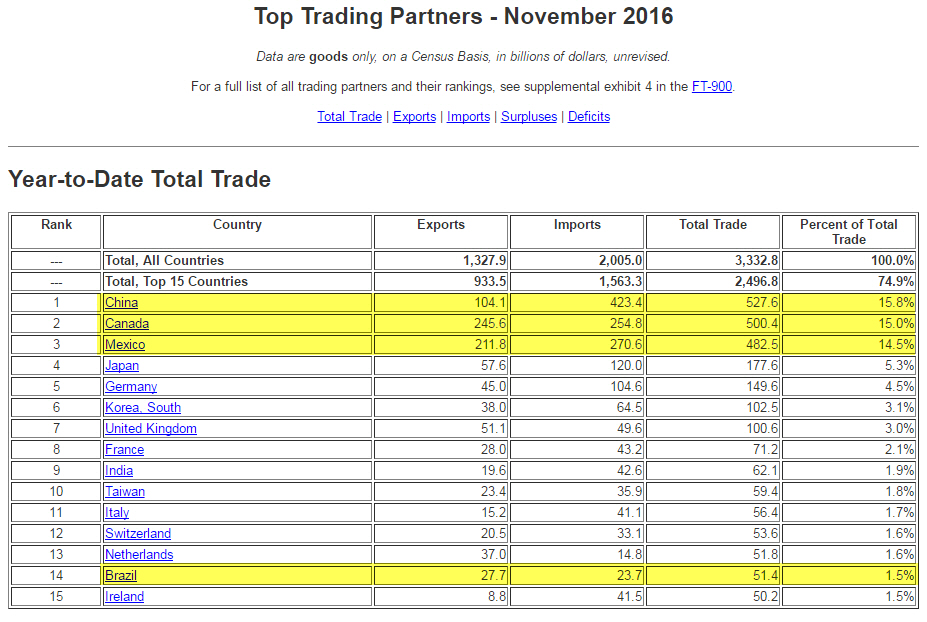 Top Trading Partners - November 2016
Data are goods only, on a Census Basis, in billions of dollars, unrevised.
For a full list of all trading partners and their rankings, see supplemental exhibit 4 in the FT-900.
Total Trade | Exports | Imports | Surpluses | Deficits
Year-to-Date Total Trade
Rank Country Exports Imports Total Trade Percent of Total
Trade
--- Total, All Countries 1,327.9 2,005.0 3,332.8 100.0%
--- Total, Top 15 Countries 933.5 1,563.3 2,496.8 74.9%
1 China 104.1 423.4 527.6 15.8%
2 Canada 245.6 254.8 500.4 15.0%
3 Mexico 211.8 270.6 482.5 14.5%
4 Japan 57.6 120.0 177.6 5.3%
5 Germany 45.0 104.6 149.6 4.5%
6 Korea, South 38.0 64.5 102.5 3.1%
7 United Kingdom 51.1 49.6 100.6 3.0%
8 France 28.0 43.2 71.2 2.1%
9 India 19.6 42.6 62.1 1.9%
10 Taiwan 23.4 35.9 59.4 1.8%
11 Italy 15.2 41.1 56.4 1.7%
12 Switzerland 20.5 33.1 53.6 1.6%
13 Netherlands 37.0 14.8 51.8 1.6%
14 Brazil 27.7 23.7 51.4 1.5%
15 Ireland 8.8 41.5 50.2 1.5%